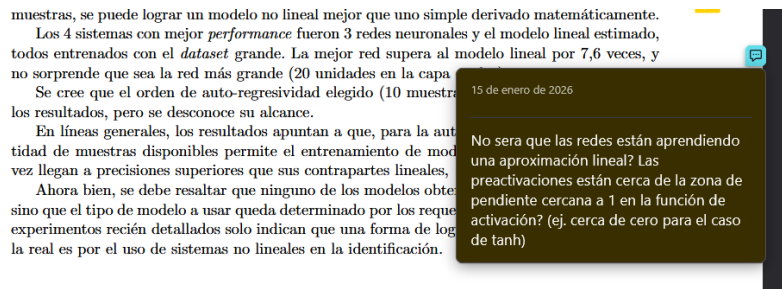 muestras, se puede lograr un modelo no lineal mejor que uno simple derivado matemáticamente.
Los 4 sistemas con mejor performance fueron 3 redes neuronales y el modelo lineal estimado,
todos entrenados con el dataset grande. La mejor red supera al modelo lineal por 7,6 veces, y
no sorprende que sea la red más grande (20 unidades en la capa
Se cree que el orden de auto-regresividad elegido (10
los resultados, pero se desconoce su alcance.
En líneas generales, los resultados apuntan a que, para la
tidad de muestras disponibles permite el entrenamiento de
vez llegan a precisiones superiores que sus contrapartes lineales,
Ahora bien, se debe resaltar que ninguno de los modelos
sino que el tipo de modelo a usar queda determinado por los
experimentos recién detallados solo indican que una forma de
la real es por el uso de sistemas no lineales en la identificación.
15 de enero de 2026
No sera que las redes están aprendiendo
una aproximación lineal? Las
preactivaciones están cerca de la zona de
pendiente cercana a 1 en la función de
activación? (ej. cerca de cero para el caso
de tanh)